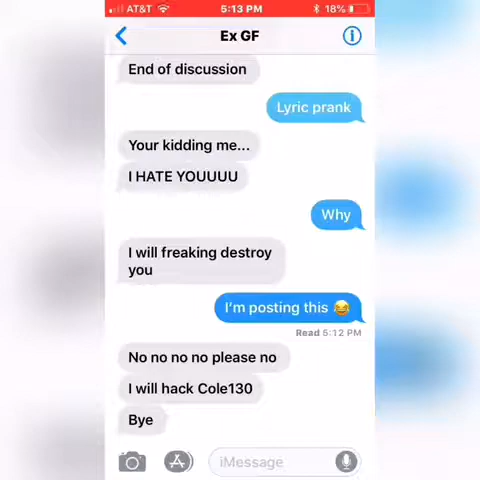 AT&T 5:13 PM 18%
Ex GF
End of discussion
Lyric prank
Your kidding me...
I HATE YOUUUU
Why
I will freaking destroy
you
I'm posting this 😂
Read 5:12 PM
No no no no please no
I will hack Cole130
Bye
iMessage